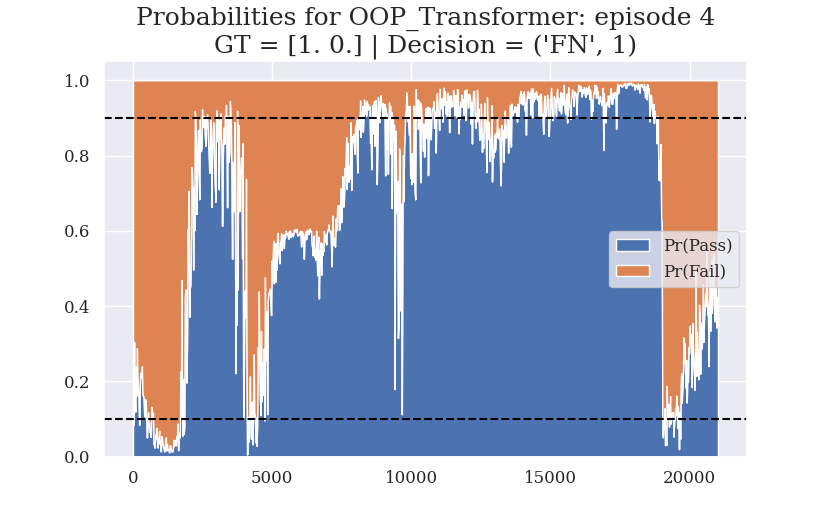 Probabilities for OOP_Transformer: episode 4
GT = [1. 0.] | Decision = ('FN', 1)
1.0
0.8
0.6
0.4
0.2
0.0
Pr(Pass)
Pr(Fail)
0
5000
10000
15000
20000